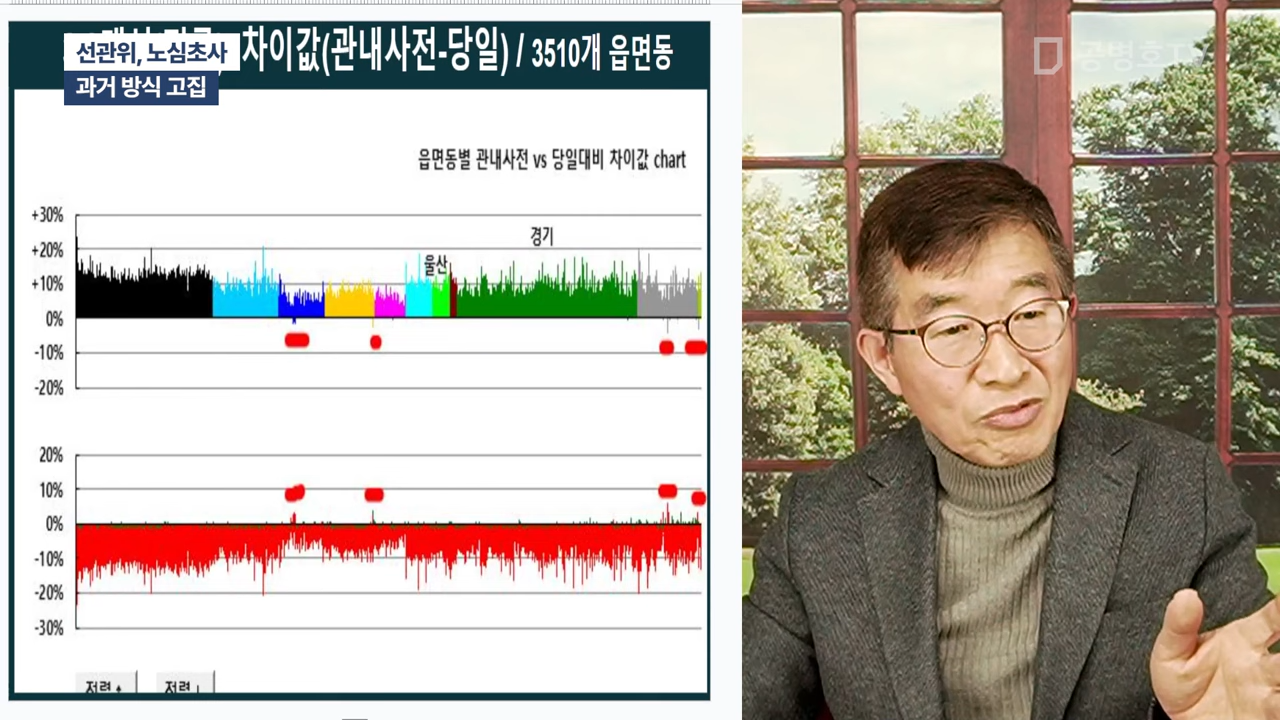 차이값(관내사전-당일) / 3510개 읍면동
선관위, 노심초사
과거 방식 고집
공병호TV
읍면동별 관내사전 vs 당일대비 차이값 chart
+30%
+20%
+10%
0%
-10%
-20%
경기
울산
20%
10%
0%
-10%
-20%
-30%